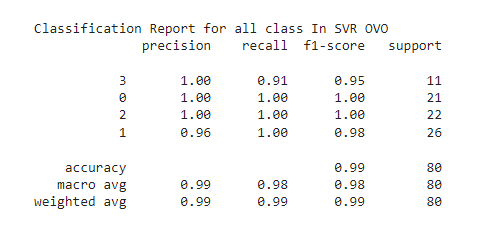 Classification Report for all class In SVR OVO
precision recall f1-score support
3 1.00 0.91 0.95 11
0 1.00 1.00 1.00 21
2 1.00 1.00 1.00 22
1 0.96 1.00 0.98 26
accuracy 0.99 80
macro avg 0.99 0.98 0.98 80
weighted avg 0.99 0.99 0.99 80